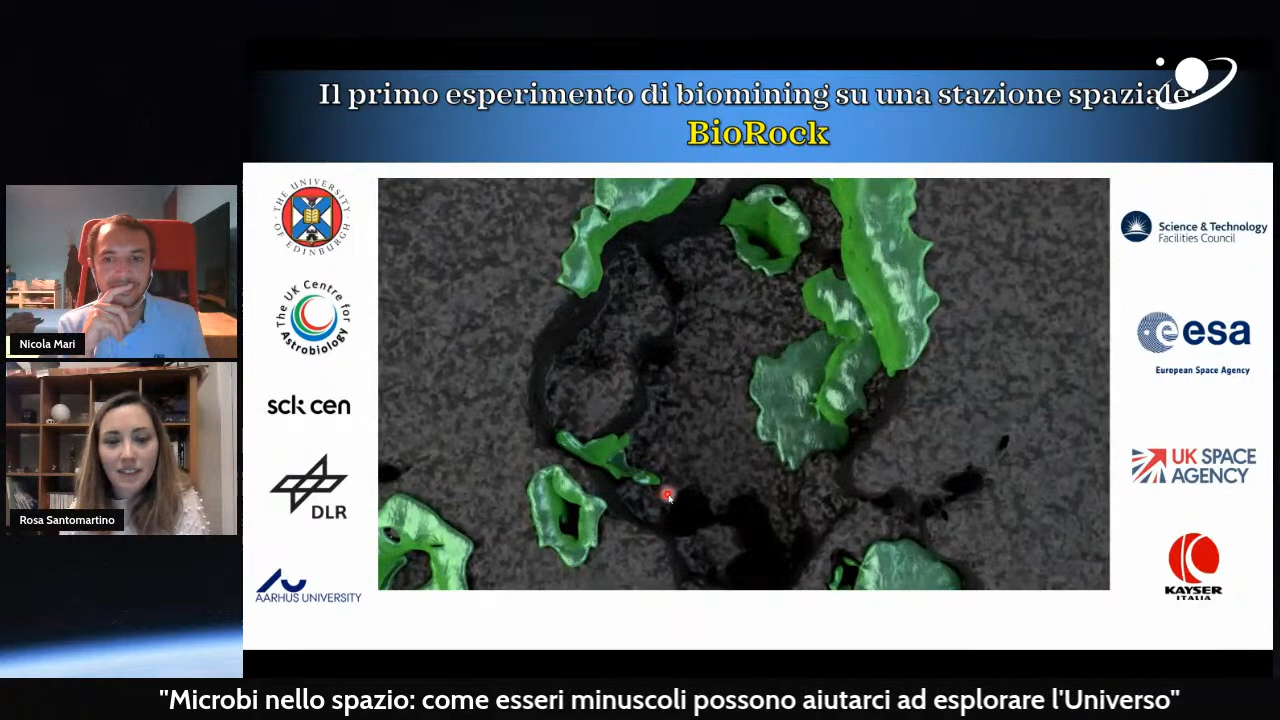 Il primo esperimento di biomining su una stazione spaziale
BioRock
THE UNIVERSITY OF EDINBURGH
The UK Centre for Astrobiology
sck cen
DLR
AARHUS UNIVERSITY
Science & Technology
Facilities Council
esa
European Space Agency
UK SPACE
AGENCY
KAYSER
ITALIA
Nicola Mari
Rosa Santomartino
"Microbi nello spazio: come esseri minuscoli possono aiutarci ad esplorare l'Universo"